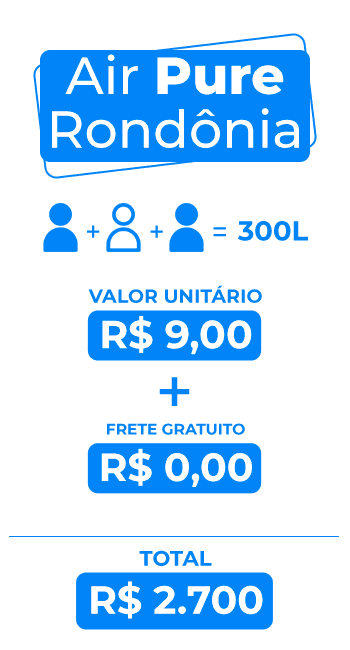 Air Pure
Rondônia
+ + = 300L
VALOR UNITÁRIO
R$ 9,00
+
FRETE GRATUITO
R$ 0,00
TOTAL
R$ 2.700